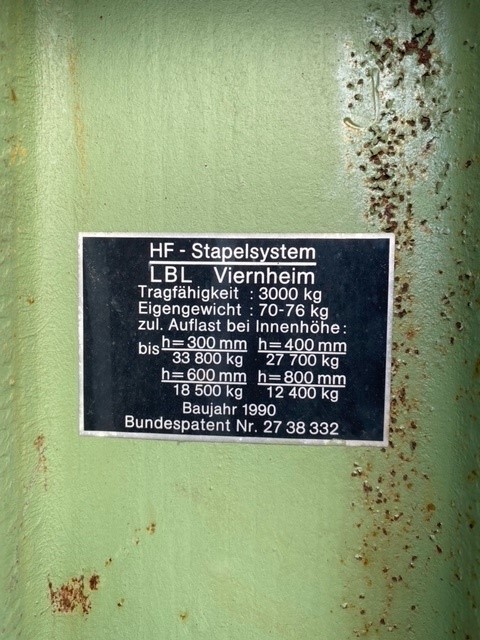 HF - Stapelsystem
LBL Viernheim
Tragfähigkeit : 3000 kg
Eigengewicht : 70-76 kg
zul. Auflast bei Innenhöhe:
bis h=300 mm h=400 mm
33 800 kg 27 700 kg
h=600 mm h=800 mm
18 500 kg 12 400 kg
Baujahr 1990
Bundespatent Nr. 27 38 332